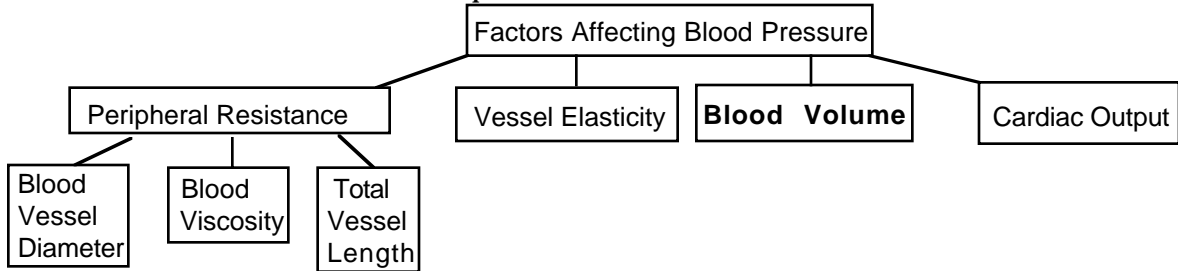 Factors Affecting Blood Pressure
Peripheral Resistance
Vessel Elasticity
Blood Volume
Cardiac Output
Blood
Vessel
Diameter
Blood
Viscosity
Total
Vessel
Length